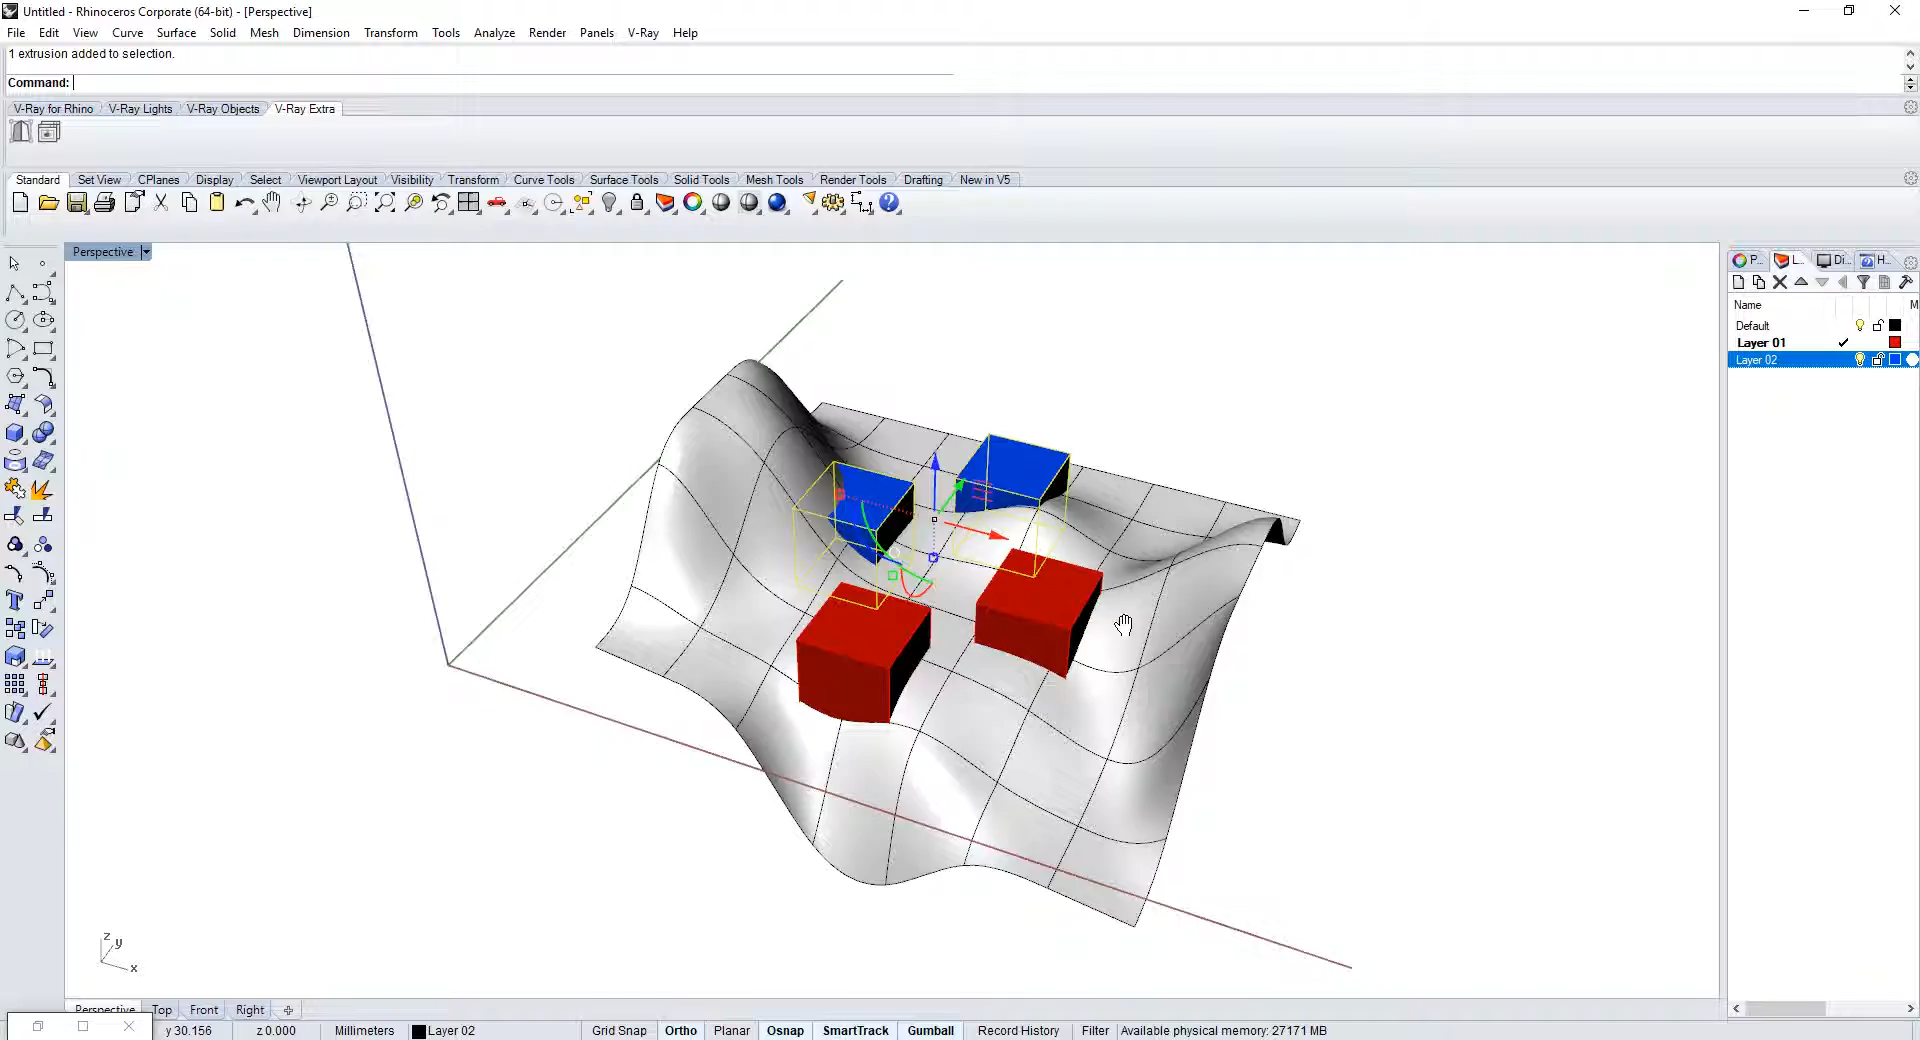 Untitled - Rhinoceros Corporate (64-bit) - [Perspective]
File Edit View Curve Surface Solid Mesh Dimension Transform Tools Analyze Render Panels V-Ray Help
1 extrusion added to selection.
Command:
V-Ray for Rhino V-Ray Lights V-Ray Objects V-Ray Extra
Standard Set View CPlanes Display Select Viewport Layout Visibility Transform Curve Tools Surface Tools Solid Tools Mesh Tools Render Tools Drafting New in V5
Perspective
P... L... Di... H...
Name M
Default
Layer 01
Layer 02
z
y
x
Perspective Top Front Right
y 30.156 z 0.000 Millimeters Layer 02 Grid Snap Ortho Planar Osnap SmartTrack Gumball Record History Filter Available physical memory: 27171 MB